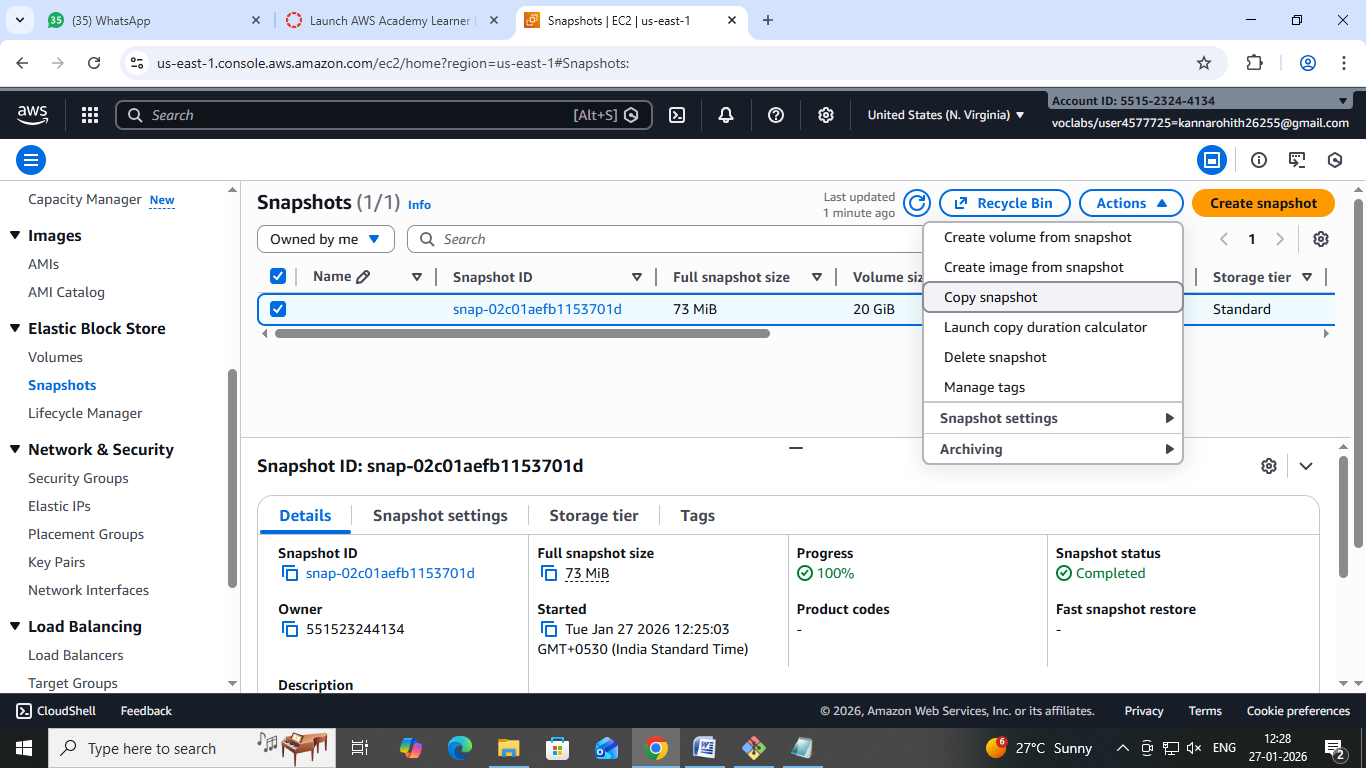 35
(35) WhatsApp
Launch AWS Academy Learner L
Snapshots | EC2 | us-east-1
us-east-1.console.aws.amazon.com/ec2/home?region=us-east-1#Snapshots:
aws
Search
[Alt+S]
United States (N. Virginia)
Account ID: 5515-2324-4134
voclabs/user4577725=kannarohith26255@gmail.com
Capacity Manager New
Images
AMIs
AMI Catalog
Elastic Block Store
Volumes
Snapshots
Lifecycle Manager
Network & Security
Security Groups
Elastic IPs
Placement Groups
Key Pairs
Network Interfaces
Load Balancing
Load Balancers
Target Groups
Snapshots (1/1) Info
Last updated
1 minute ago
Recycle Bin
Actions
Create snapshot
Owned by me
Search
1
Name
Snapshot ID
Full snapshot size
Volume siz
Storage tier
snap-02c01aefb1153701d
73 MiB
20 GiB
Standard
Create volume from snapshot
Create image from snapshot
Copy snapshot
Launch copy duration calculator
Delete snapshot
Manage tags
Snapshot settings
Archiving
Snapshot ID: snap-02c01aefb1153701d
Details
Snapshot settings
Storage tier
Tags
Snapshot ID
snap-02c01aefb1153701d
Full snapshot size
73 MiB
Progress
100%
Snapshot status
Completed
Owner
551523244134
Started
Tue Jan 27 2026 12:25:03
GMT+0530 (India Standard Time)
Product codes
-
Fast snapshot restore
-
Description
CloudShell
Feedback
© 2026, Amazon Web Services, Inc. or its affiliates.
Privacy
Terms
Cookie preferences
Type here to search
6
27°C Sunny
ENG
12:28
27-01-2026
2